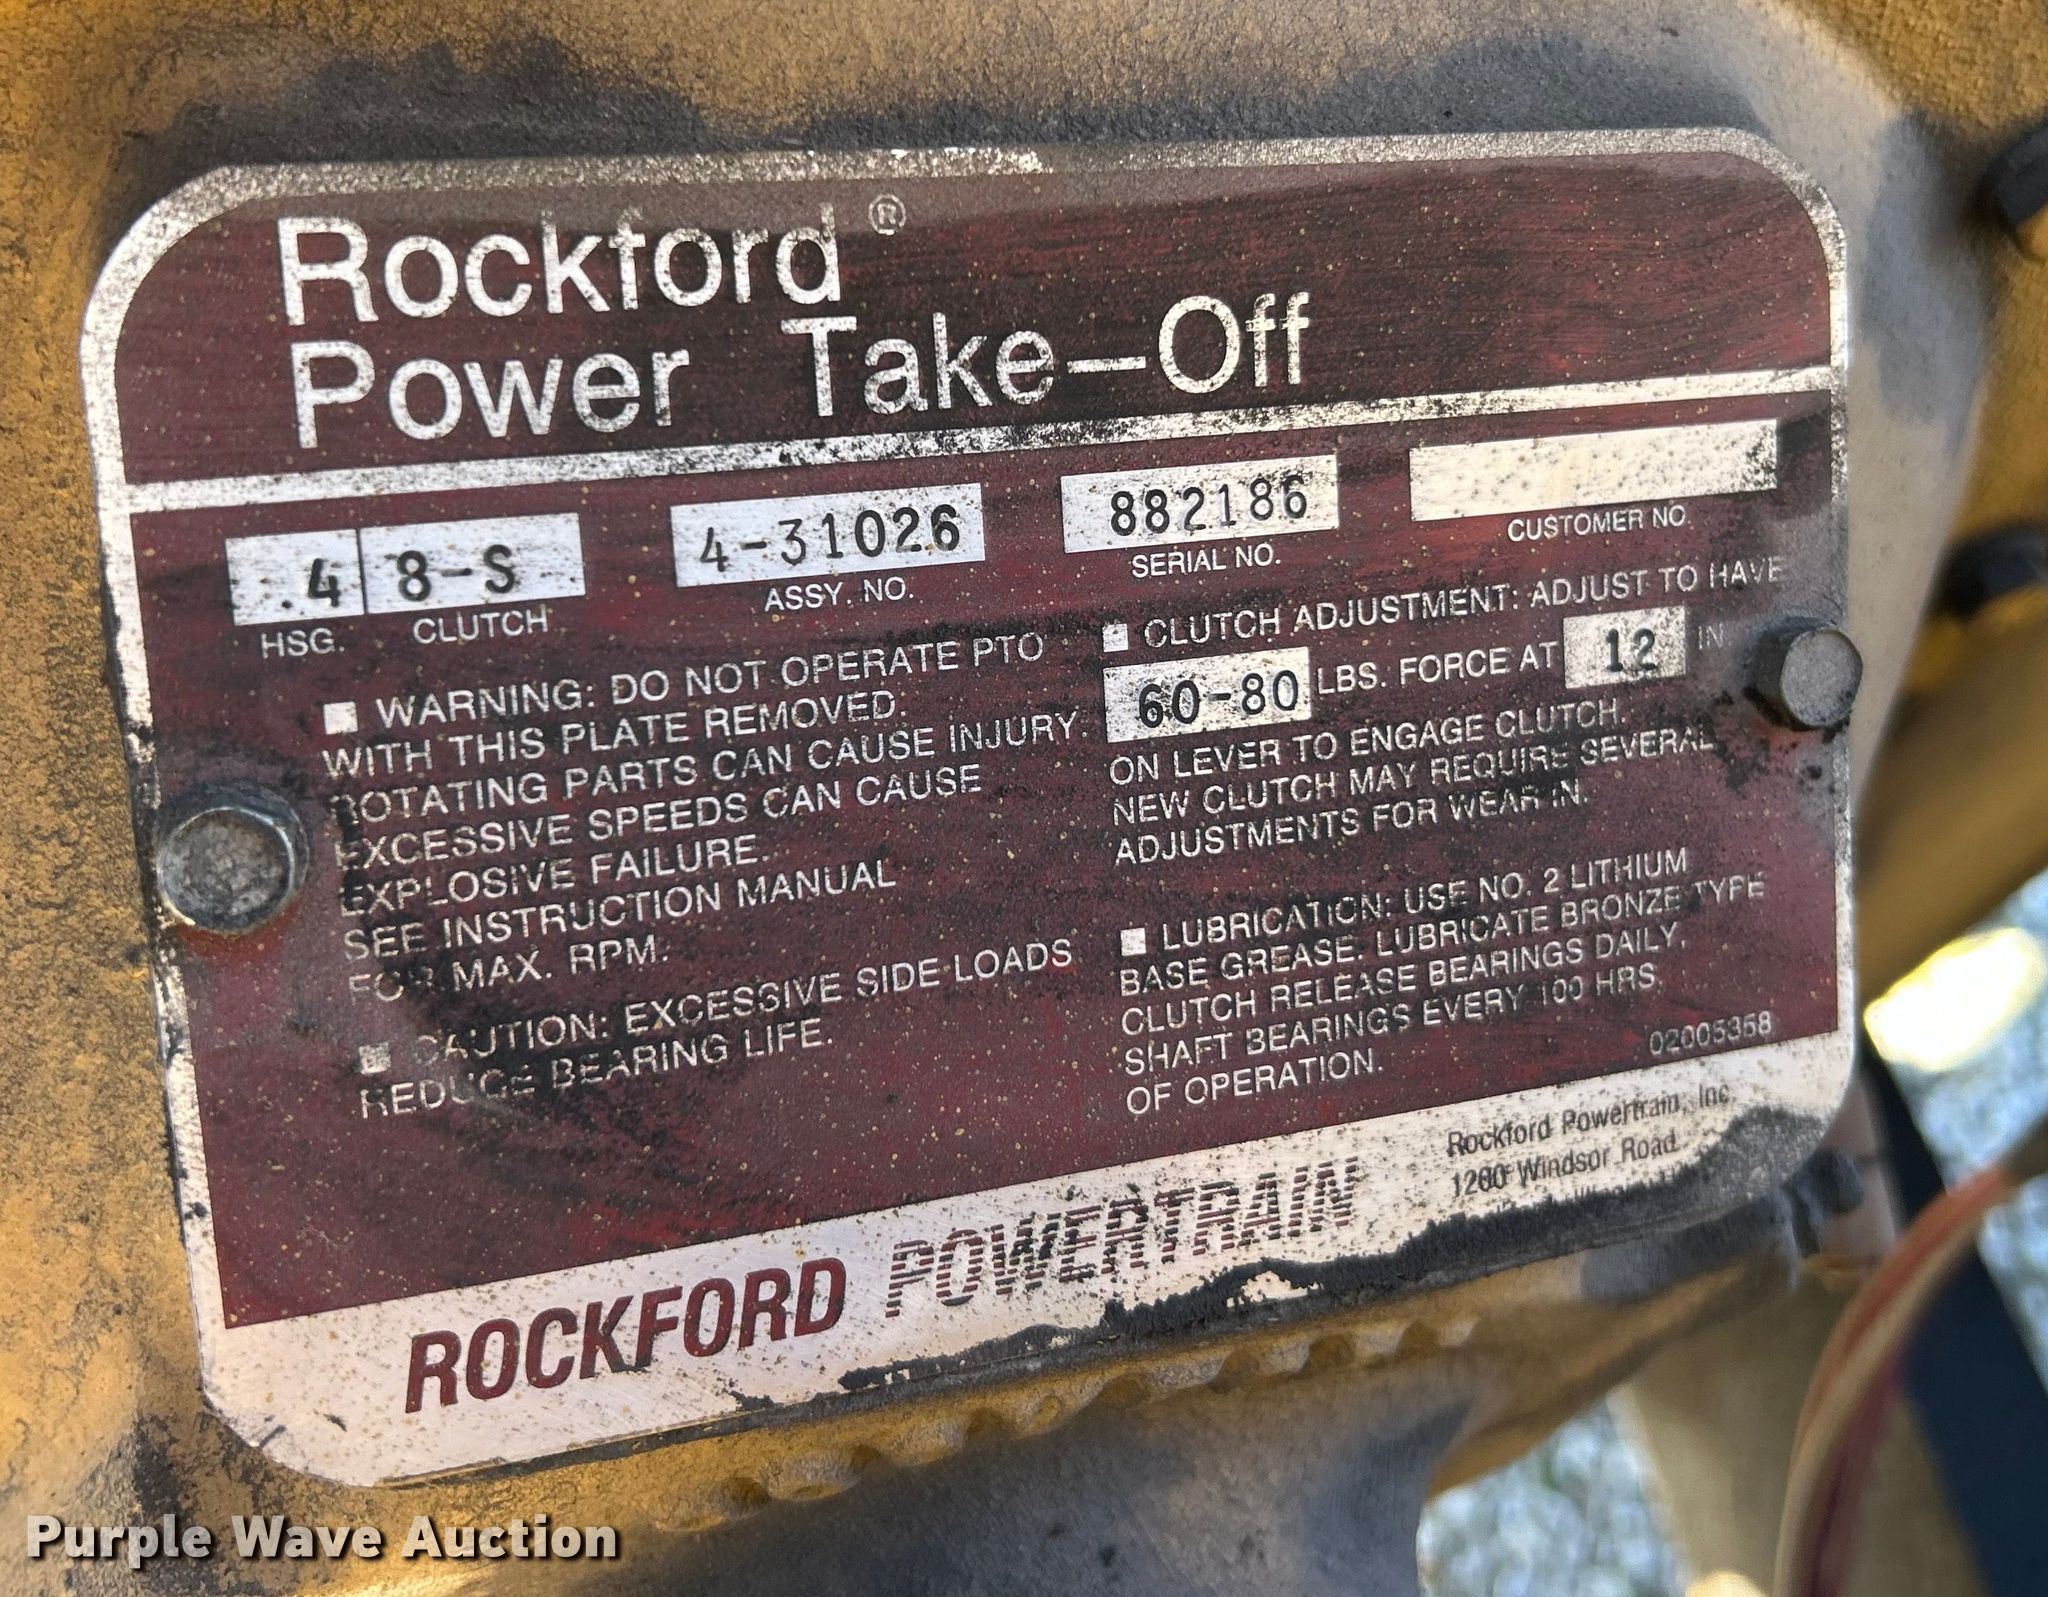 Rockford®
Power Take-Off
4 8-S 4-31026 882186
HSG. CLUTCH ASSY. NO. SERIAL NO. CUSTOMER NO.
■ WARNING: DO NOT OPERATE PTO
WITH THIS PLATE REMOVED.
ROTATING PARTS CAN CAUSE INJURY.
EXCESSIVE SPEEDS CAN CAUSE
EXPLOSIVE FAILURE.
SEE INSTRUCTION MANUAL
FOR MAX. RPM.
■ CAUTION: EXCESSIVE SIDE LOADS
REDUCE BEARING LIFE.
■ CLUTCH ADJUSTMENT: ADJUST TO HAVE
60-80 LBS. FORCE AT 12 IN
ON LEVER TO ENGAGE CLUTCH.
NEW CLUTCH MAY REQUIRE SEVERAL
ADJUSTMENTS FOR WEAR-IN.
■ LUBRICATION: USE NO. 2 LITHIUM
BASE GREASE. LUBRICATE BRONZE TYPE
CLUTCH RELEASE BEARINGS DAILY,
SHAFT BEARINGS EVERY 100 HRS.
OF OPERATION.
02005358
ROCKFORD POWERTRAIN
Rockford Powertrain, Inc.
1200 Windsor Road
Purple Wave Auction